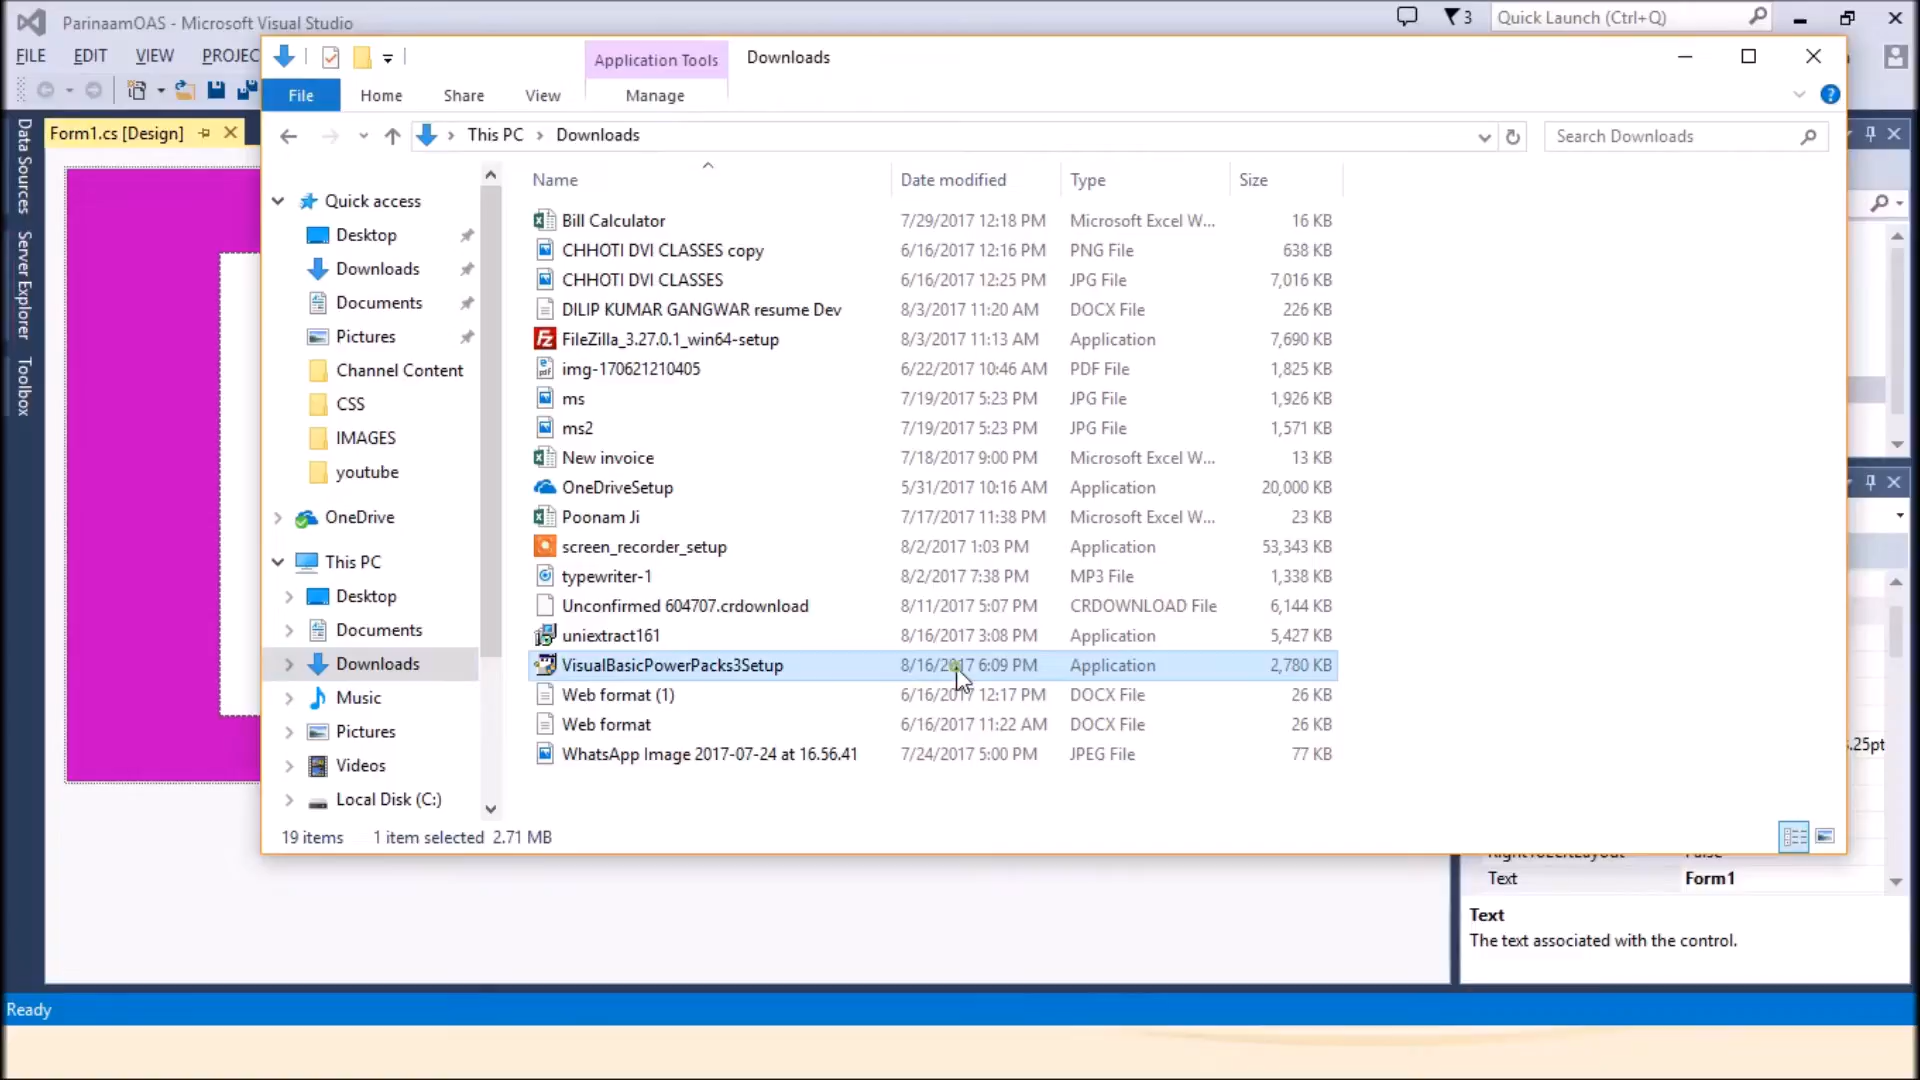 ParinaamOAS - Microsoft Visual Studio
3
Quick Launch (Ctrl+Q)
FILE EDIT VIEW PROJEC
Application Tools
Downloads
File Home Share View Manage
This PC Downloads
Search Downloads
Form1.cs [Design]
Data Sources
Server Explorer
Toolbox
Quick access
Desktop
Downloads
Documents
Pictures
Channel Content
CSS
IMAGES
youtube
OneDrive
This PC
Desktop
Documents
Downloads
Music
Pictures
Videos
Local Disk (C:)
Name Date modified Type Size
Bill Calculator 7/29/2017 12:18 PM Microsoft Excel W... 16 KB
CHHOTI DVI CLASSES copy 6/16/2017 12:16 PM PNG File 638 KB
CHHOTI DVI CLASSES 6/16/2017 12:25 PM JPG File 7,016 KB
DILIP KUMAR GANGWAR resume Dev 8/3/2017 11:20 AM DOCX File 226 KB
FileZilla_3.27.0.1_win64-setup 8/3/2017 11:13 AM Application 7,690 KB
img-170621210405 6/22/2017 10:46 AM PDF File 1,825 KB
ms 7/19/2017 5:23 PM JPG File 1,926 KB
ms2 7/19/2017 5:23 PM JPG File 1,571 KB
New invoice 7/18/2017 9:00 PM Microsoft Excel W... 13 KB
OneDriveSetup 5/31/2017 10:16 AM Application 20,000 KB
Poonam Ji 7/17/2017 11:38 PM Microsoft Excel W... 23 KB
screen_recorder_setup 8/2/2017 1:03 PM Application 53,343 KB
typewriter-1 8/2/2017 7:38 PM MP3 File 1,338 KB
Unconfirmed 604707.crdownload 8/11/2017 5:07 PM CRDOWNLOAD File 6,144 KB
uniextract161 8/16/2017 3:08 PM Application 5,427 KB
VisualBasicPowerPacks3Setup 8/16/2017 6:09 PM Application 2,780 KB
Web format (1) 6/16/2017 12:17 PM DOCX File 26 KB
Web format 6/16/2017 11:22 AM DOCX File 26 KB
WhatsApp Image 2017-07-24 at 16.56.41 7/24/2017 5:00 PM JPEG File 77 KB
19 items 1 item selected 2.71 MB
.25pt
Text Form1
Text
The text associated with the control.
Ready